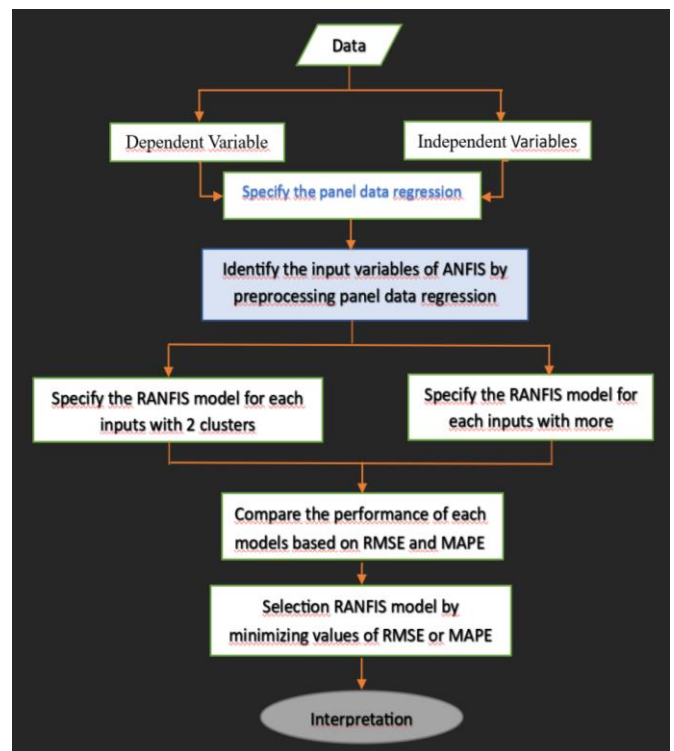 Data
Dependent Variable
Independent Variables
Specify the panel data regression
Identify the input variables of ANFIS by
preprocessing panel data regression
Specify the RANFIS model for each
inputs with 2 clusters
Specify the RANFIS model for
each inputs with more
Compare the performance of each
models based on RMSE and MAPE
Selection RANFIS model by
minimizing values of RMSE or MAPE
Interpretation